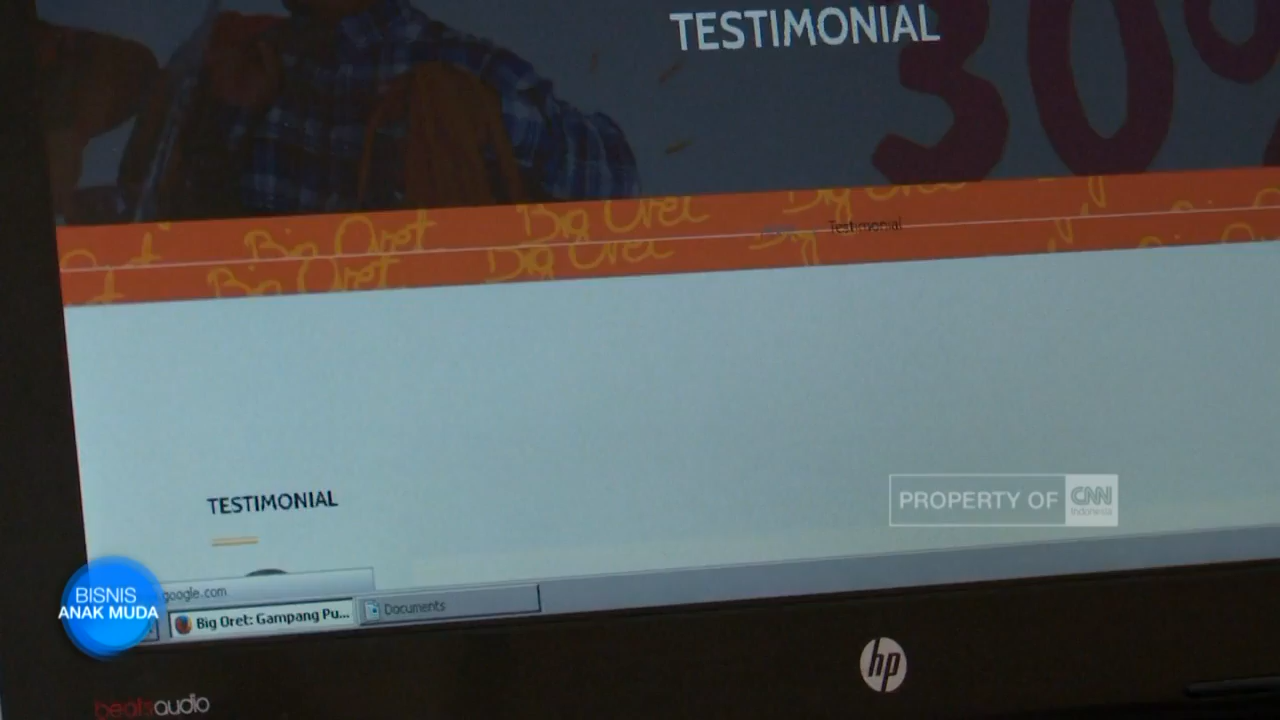 TESTIMONIAL
30%
Big Oret
Big Oret
Testimonial
Big Oret
Big Oret
TESTIMONIAL
PROPERTY OF CNN Indonesia
BISNIS
ANAK MUDA
google.com
Big Oret: Gampang Pu...
Documents
hp
beatsaudio